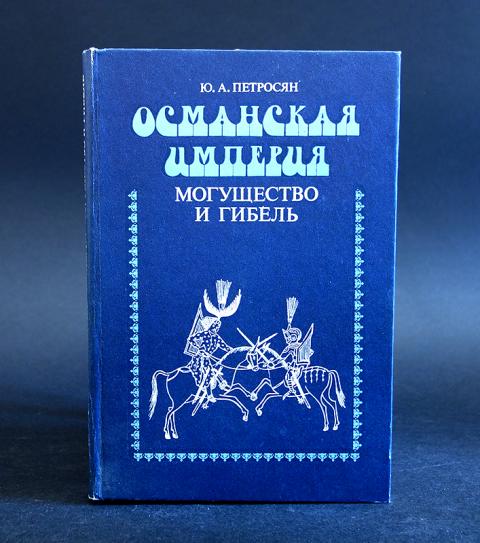 Ю. А. ПЕТРОСЯН
ОСМАНСКАЯ
ИМПЕРИЯ
МОГУЩЕСТВО
И ГИБЕЛЬ